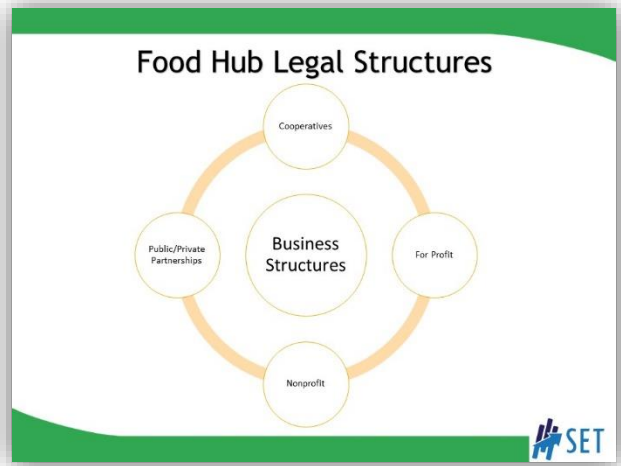 Food Hub Legal Structures
Cooperatives
Public/Private
Partnerships
Business
Structures
For Profit
Nonprofit
SET